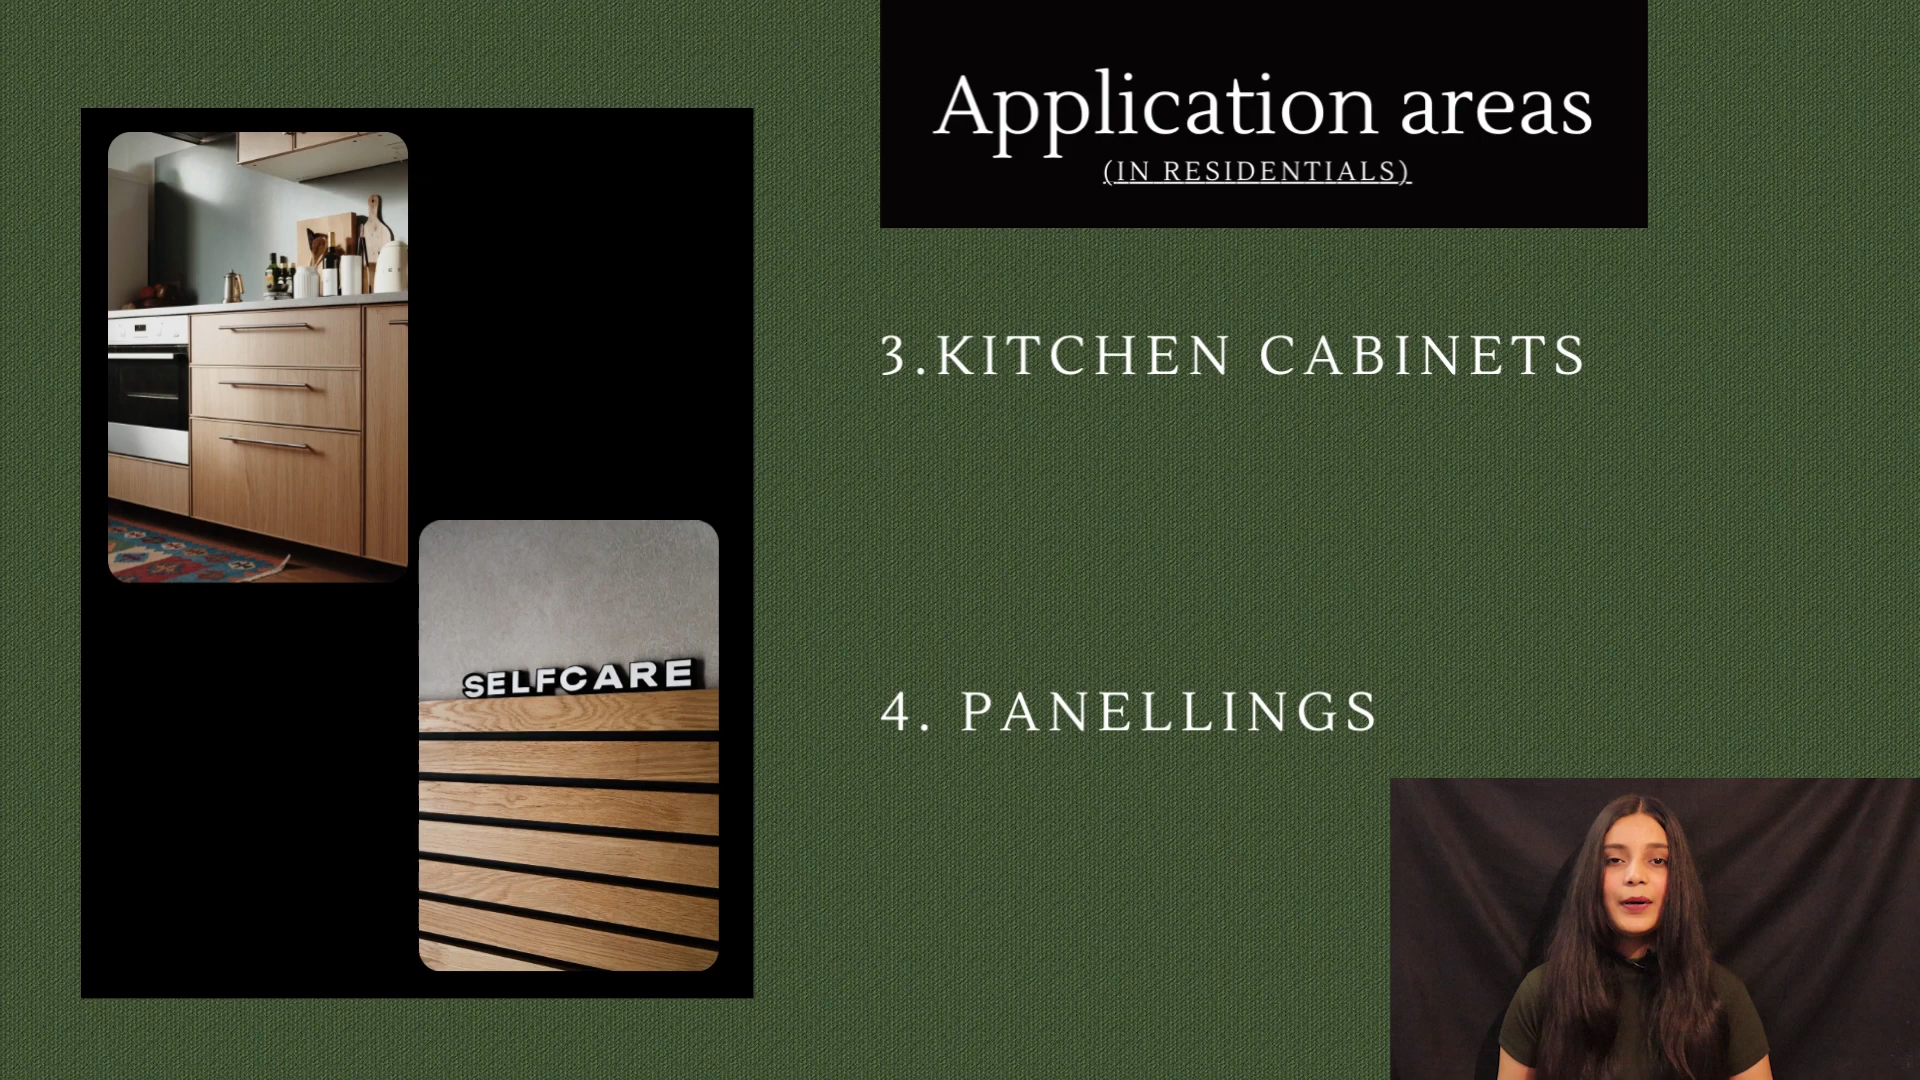 Application areas
(IN RESIDENTIALS)
3.KITCHEN CABINETS
SELFCARE
4. PANELLINGS